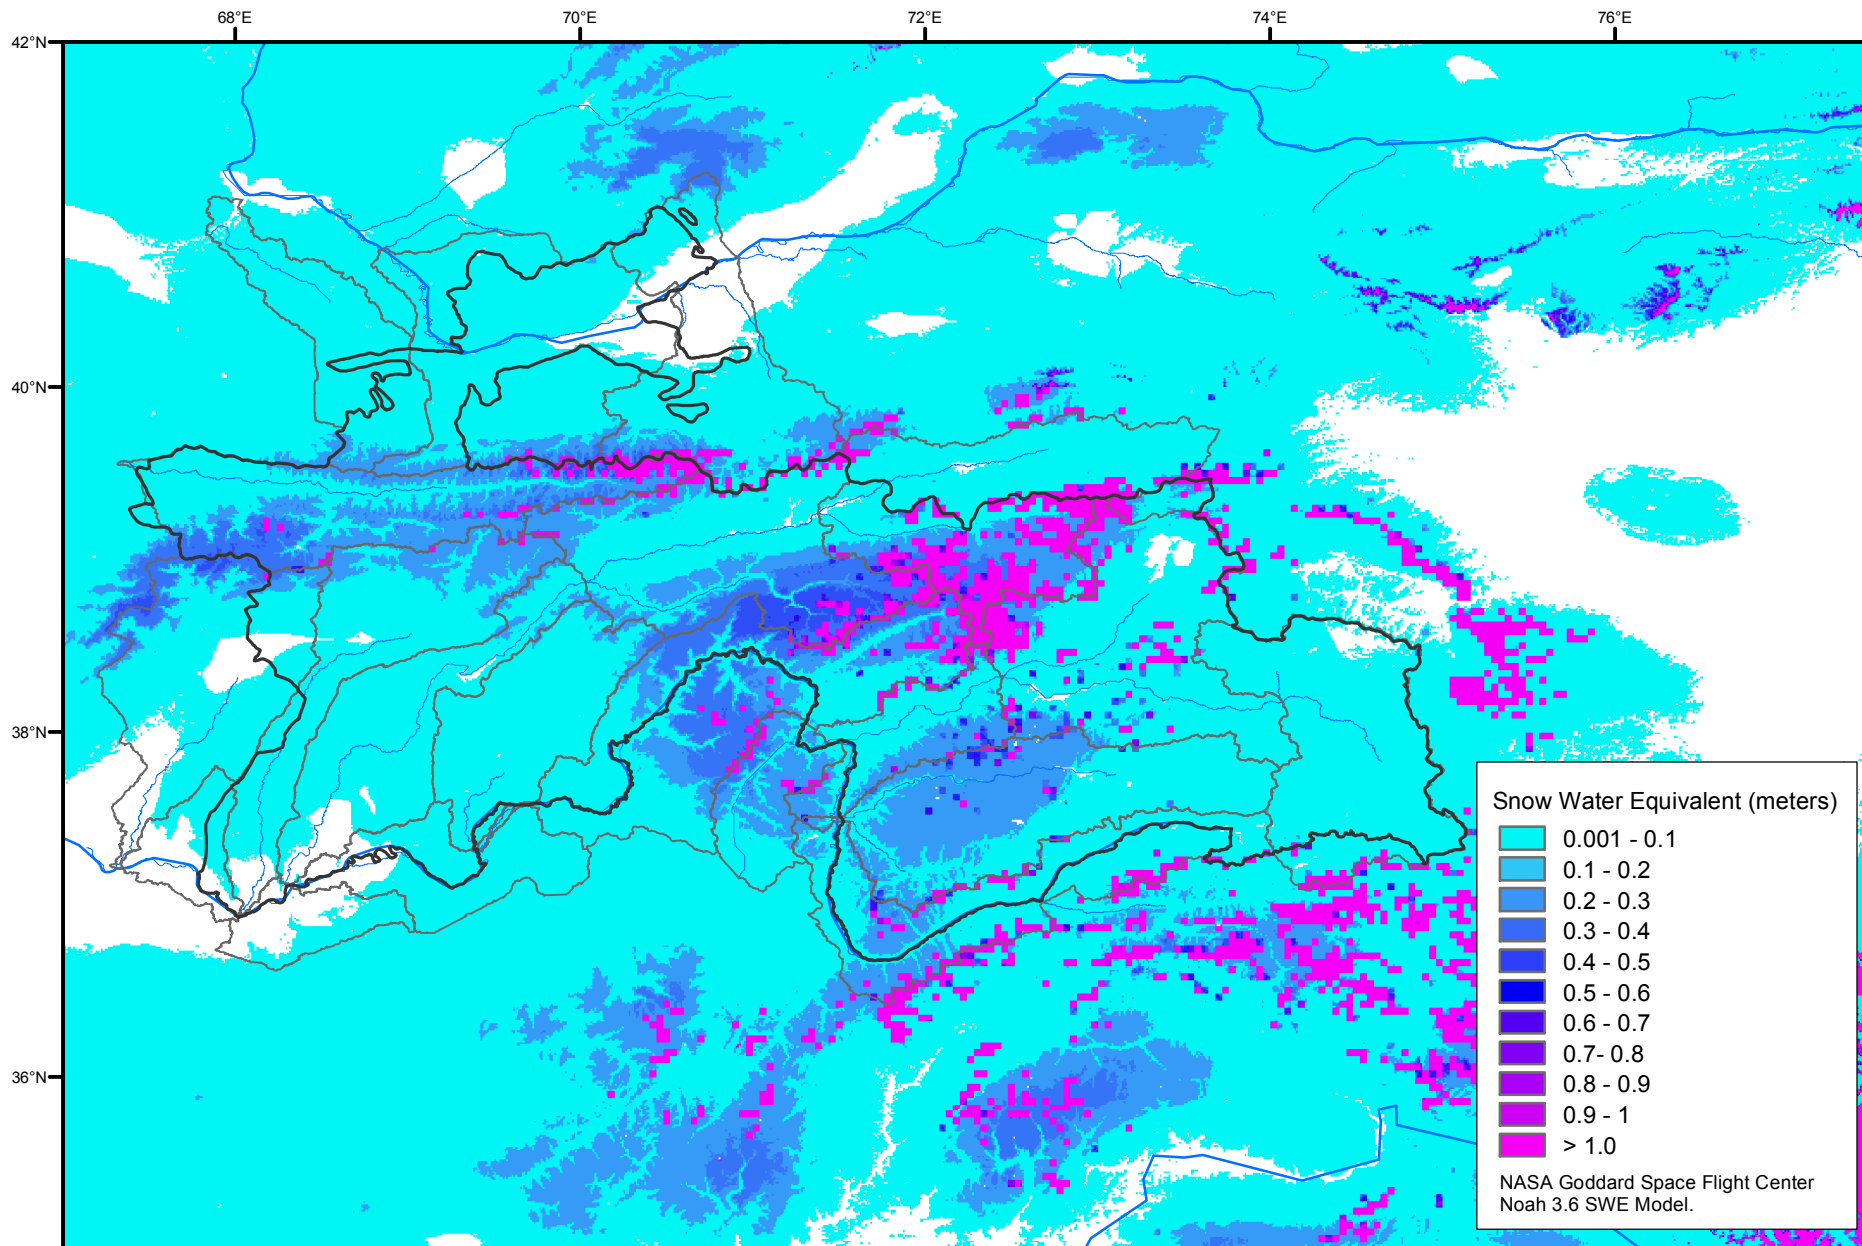 68°E 70°E 72°E 74°E 76°E
42°N
40°N
38°N
36°N
Snow Water Equivalent (meters)
0.001 - 0.1
0.1 - 0.2
0.2 - 0.3
0.3 - 0.4
0.4 - 0.5
0.5 - 0.6
0.6 - 0.7
0.7- 0.8
0.8 - 0.9
0.9 - 1
> 1.0
NASA Goddard Space Flight Center
Noah 3.6 SWE Model.